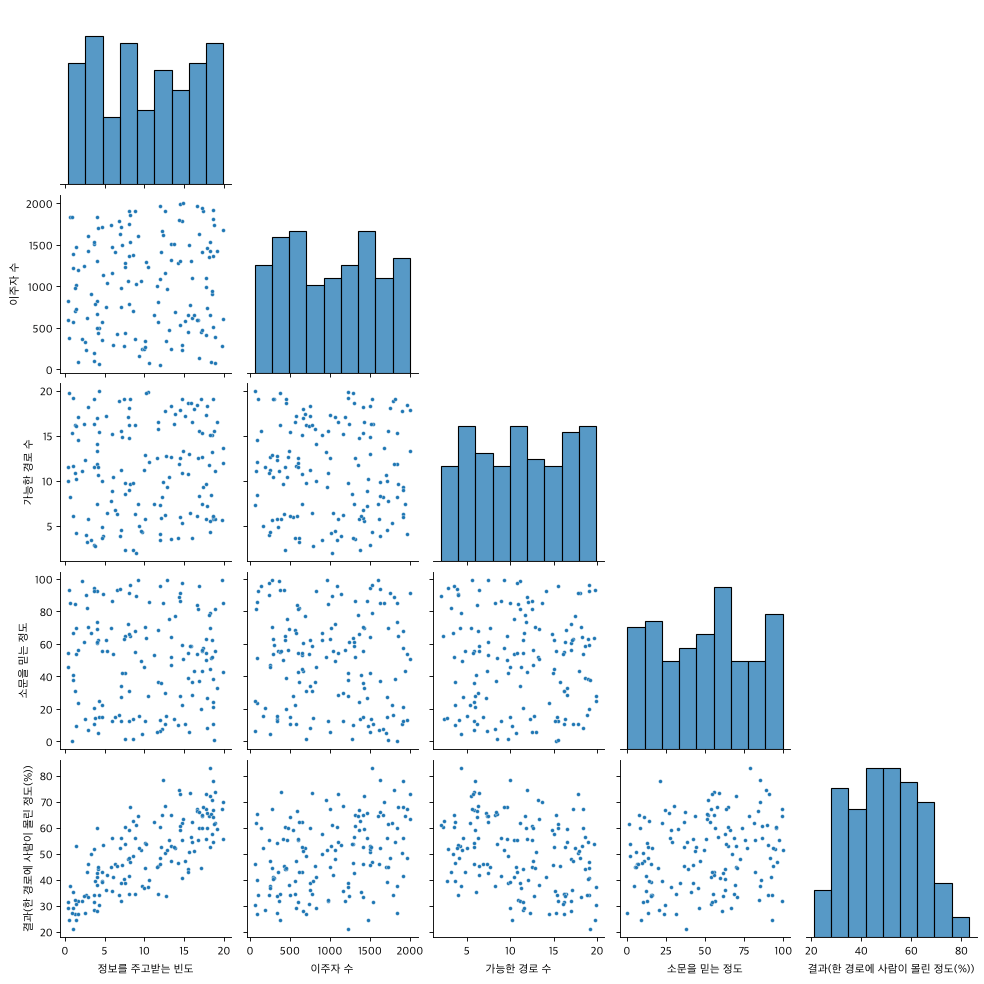 이주자 수
2000
1500
1000
500
0
가능한 경로 수
20
15
10
5
소문을 믿는 정도
100
80
60
40
20
0
결과(한 경로에 사람이 몰린 정도(%))
80
70
60
50
40
30
20
0 5 10 15 20
0 500 1000 1500 2000
5 10 15 20
0 25 50 75 100
20 40 60 80
정보를 주고받는 빈도
이주자 수
가능한 경로 수
소문을 믿는 정도
결과(한 경로에 사람이 몰린 정도(%))